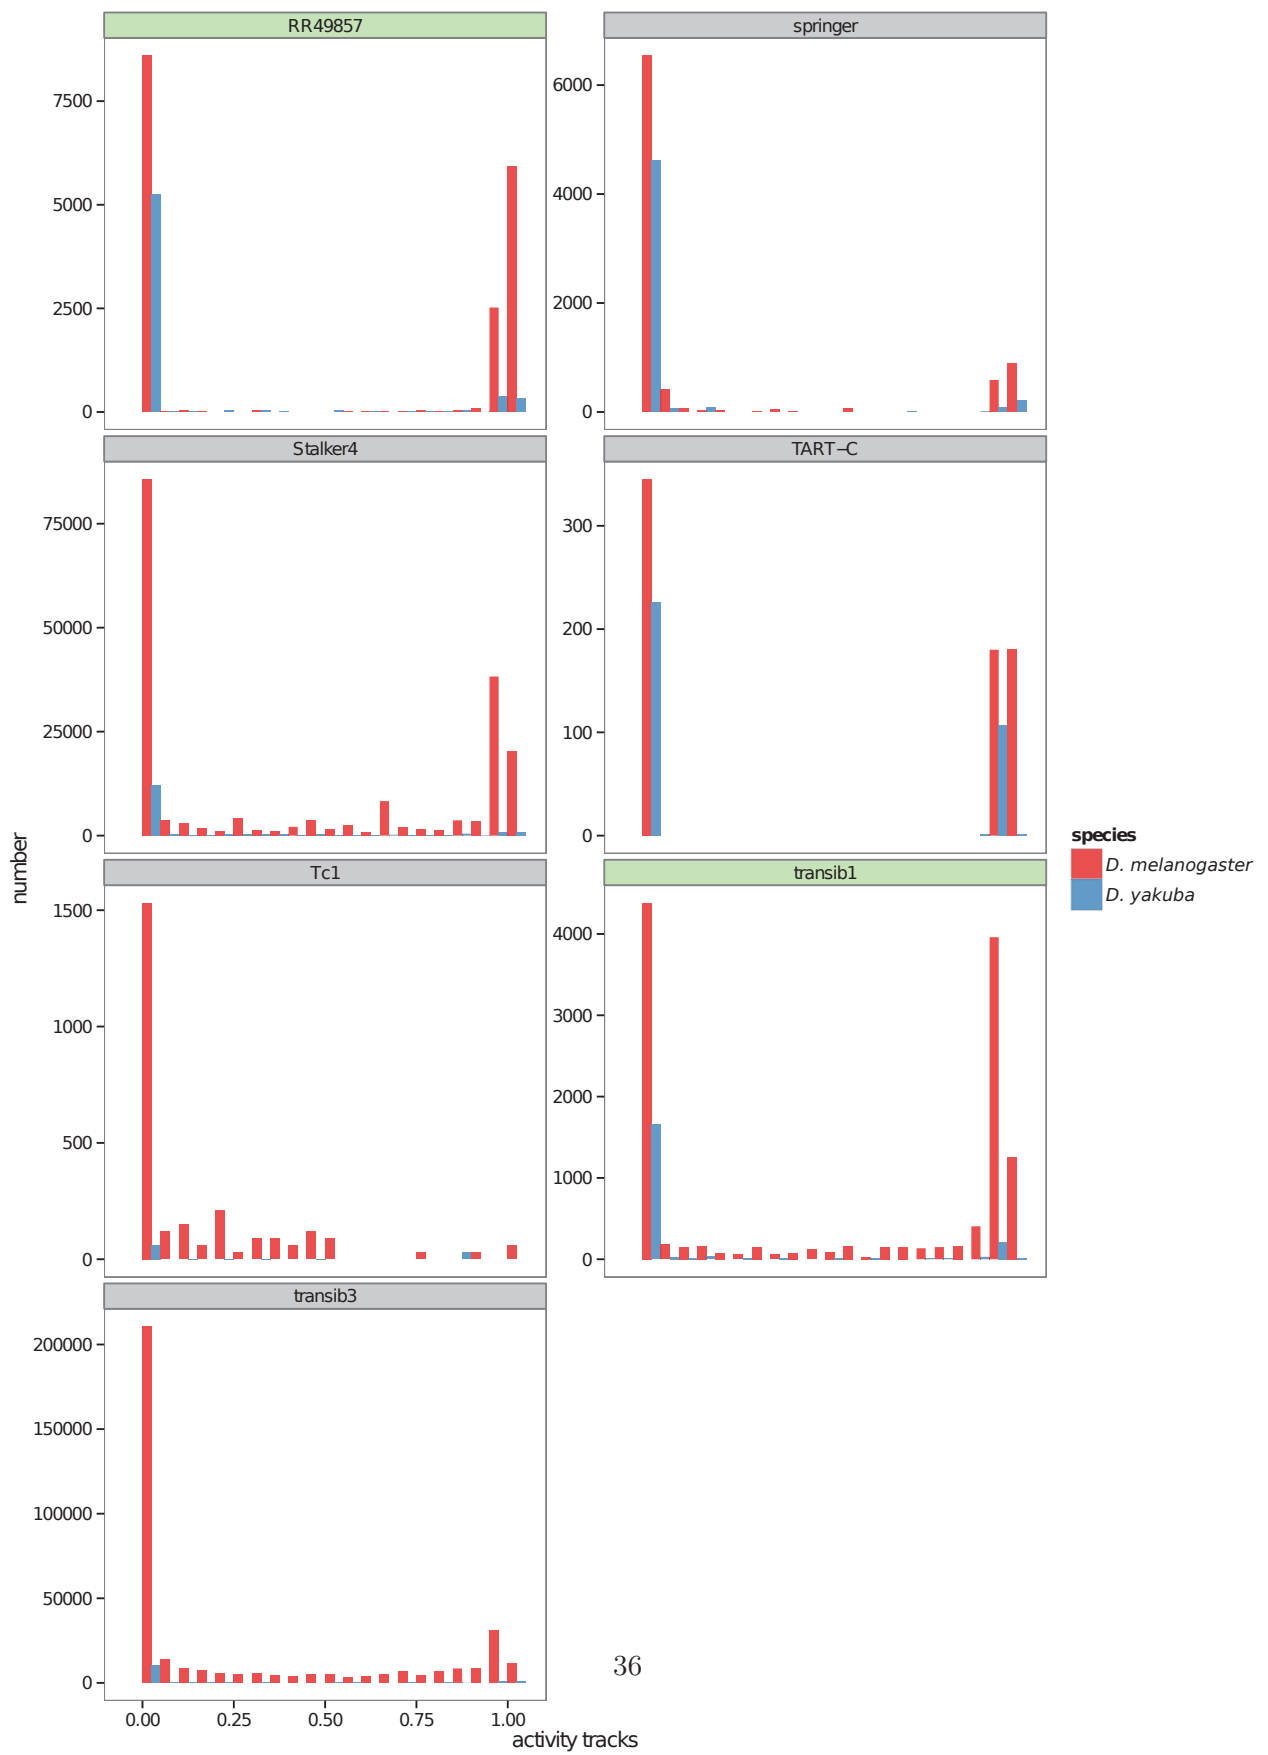 RR49857
springer
7500
5000
2500
0
6000
4000
2000
0
Stalker4
TART−C
75000
50000
25000
0
300
200
100
0
Tc1
transib1
1500
1000
500
0
4000
3000
2000
1000
0
transib3
200000
150000
100000
50000
0
0.00 0.25 0.50 0.75 1.00
activity tracks
number
species
D. melanogaster
D. yakuba
36